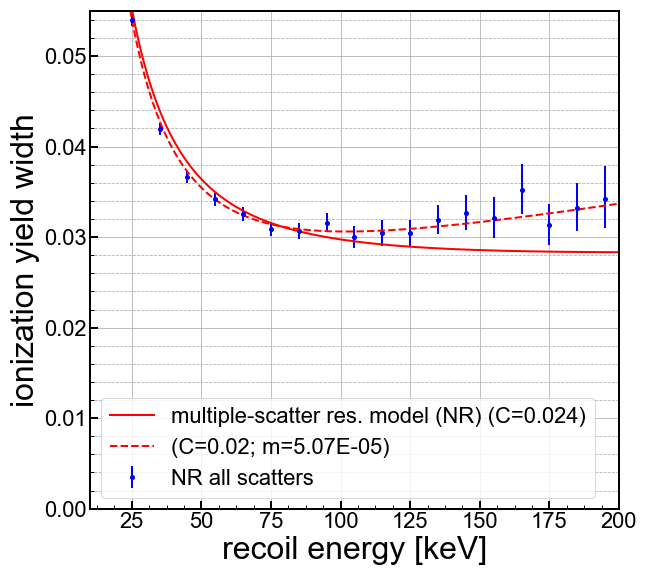 ionization yield width
0.05
0.04
0.03
0.02
0.01
0.00
multiple-scatter res. model (NR) (C=0.024)
(C=0.02; m=5.07E-05)
NR all scatters
25 50 75 100 125 150 175 200
recoil energy [keV]